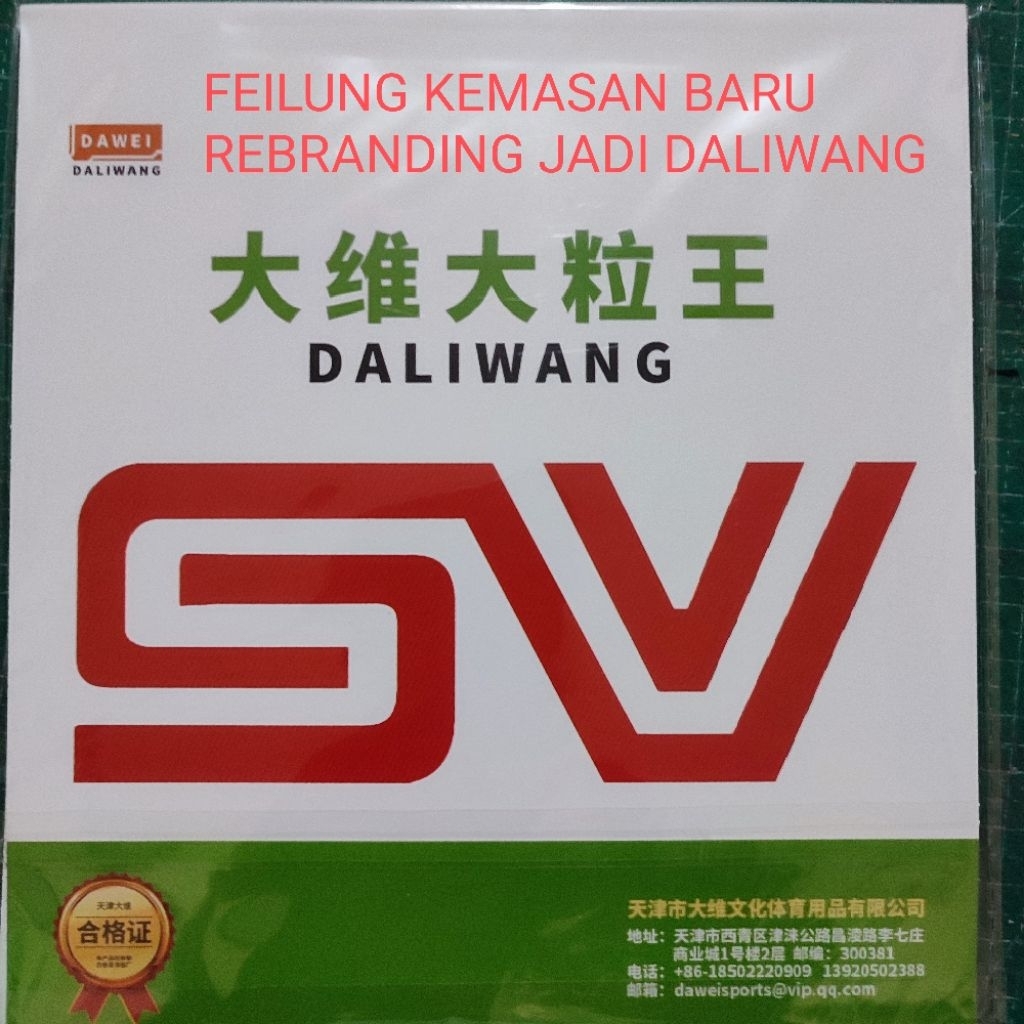 FEILUNG KEMASAN BARU
REBRANDING JADI DALIWANG
DAWEI
DALIWANG
大维大粒王
DALIWANG
SW
天津大维
合格证
天津市大维文化体育用品有限公司
地址：天津市西青区津涞公路昌凌路李七庄
商业城1号楼2层 邮编：300381
电话：+86-18502220909 13920502388
邮箱：daweisports@vip.qq.com